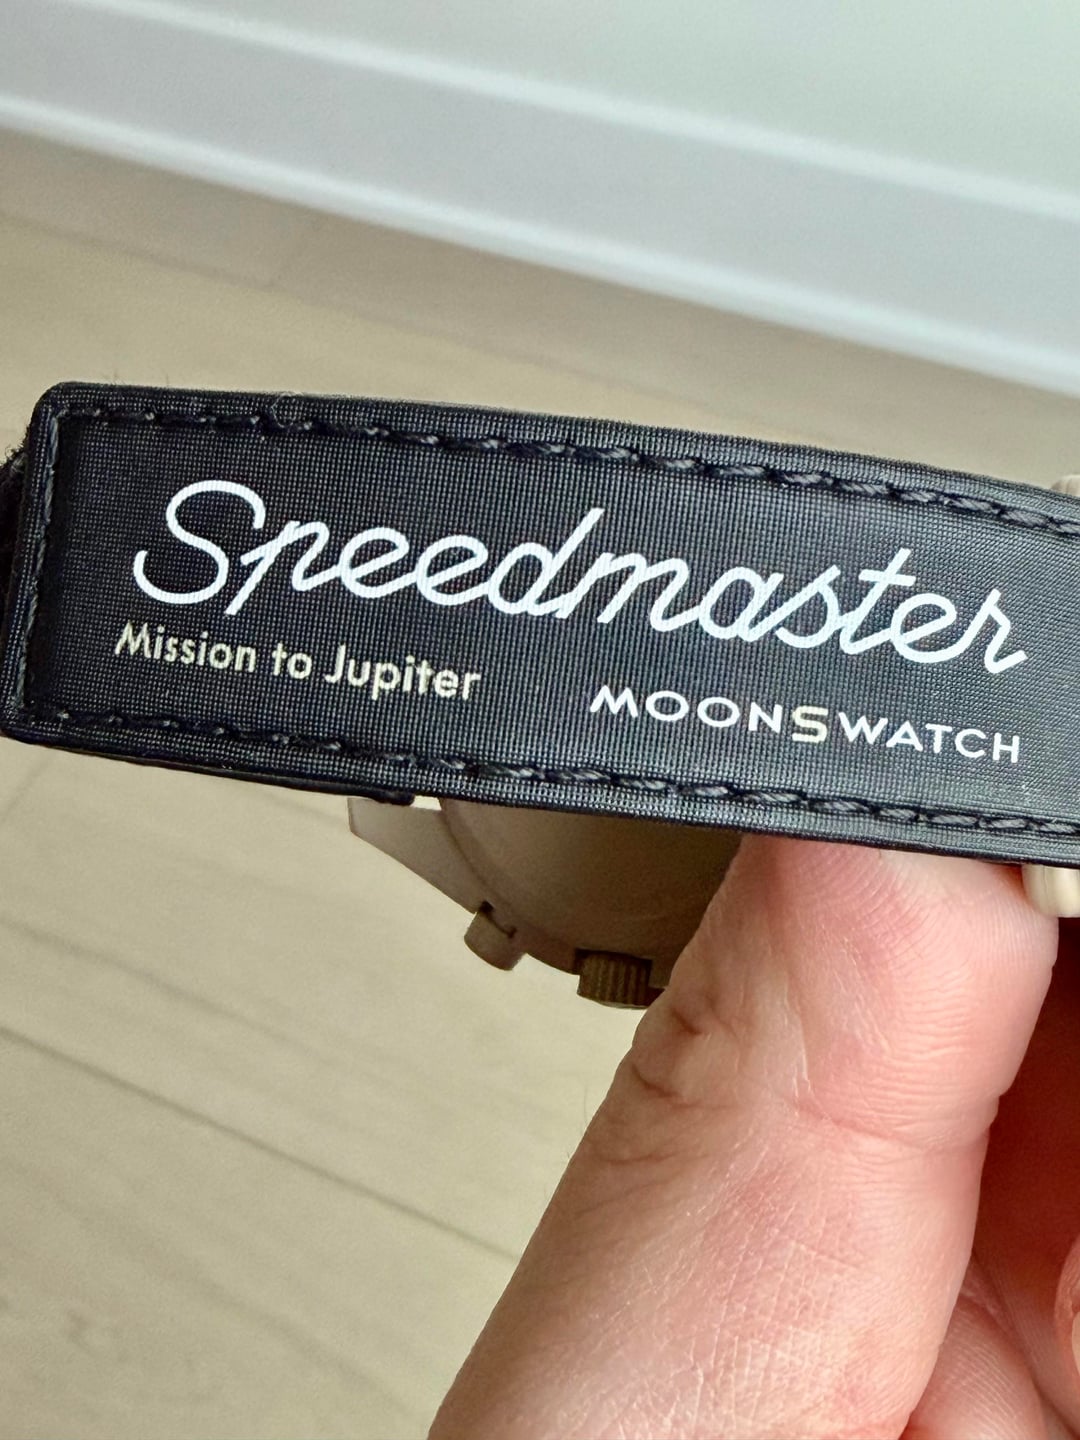 Speedmaster
Mission to Jupiter
MOONSWATCH